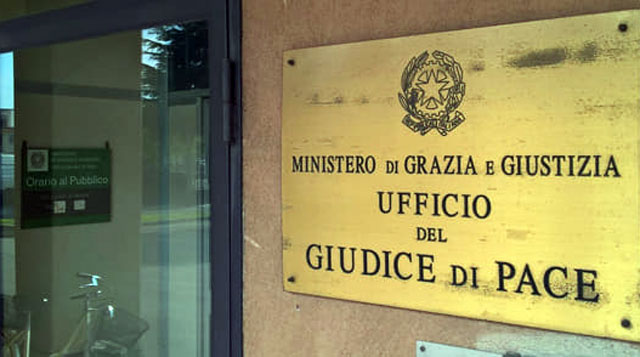 Orario al Pubblico
MINISTERO DI GRAZIA E GIUSTIZIA
UFFICIO
DEL
GIUDICE DI PACE